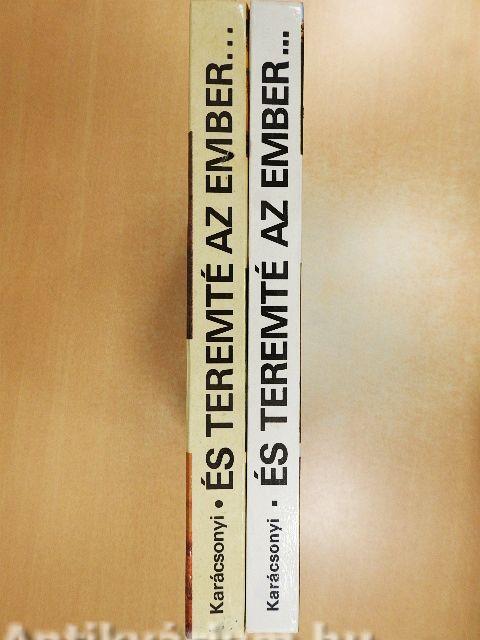 Karácsonyi • ÉS TEREMTÉ AZ EMBER...
Karácsonyi · ÉS TEREMTÉ AZ EMBER...